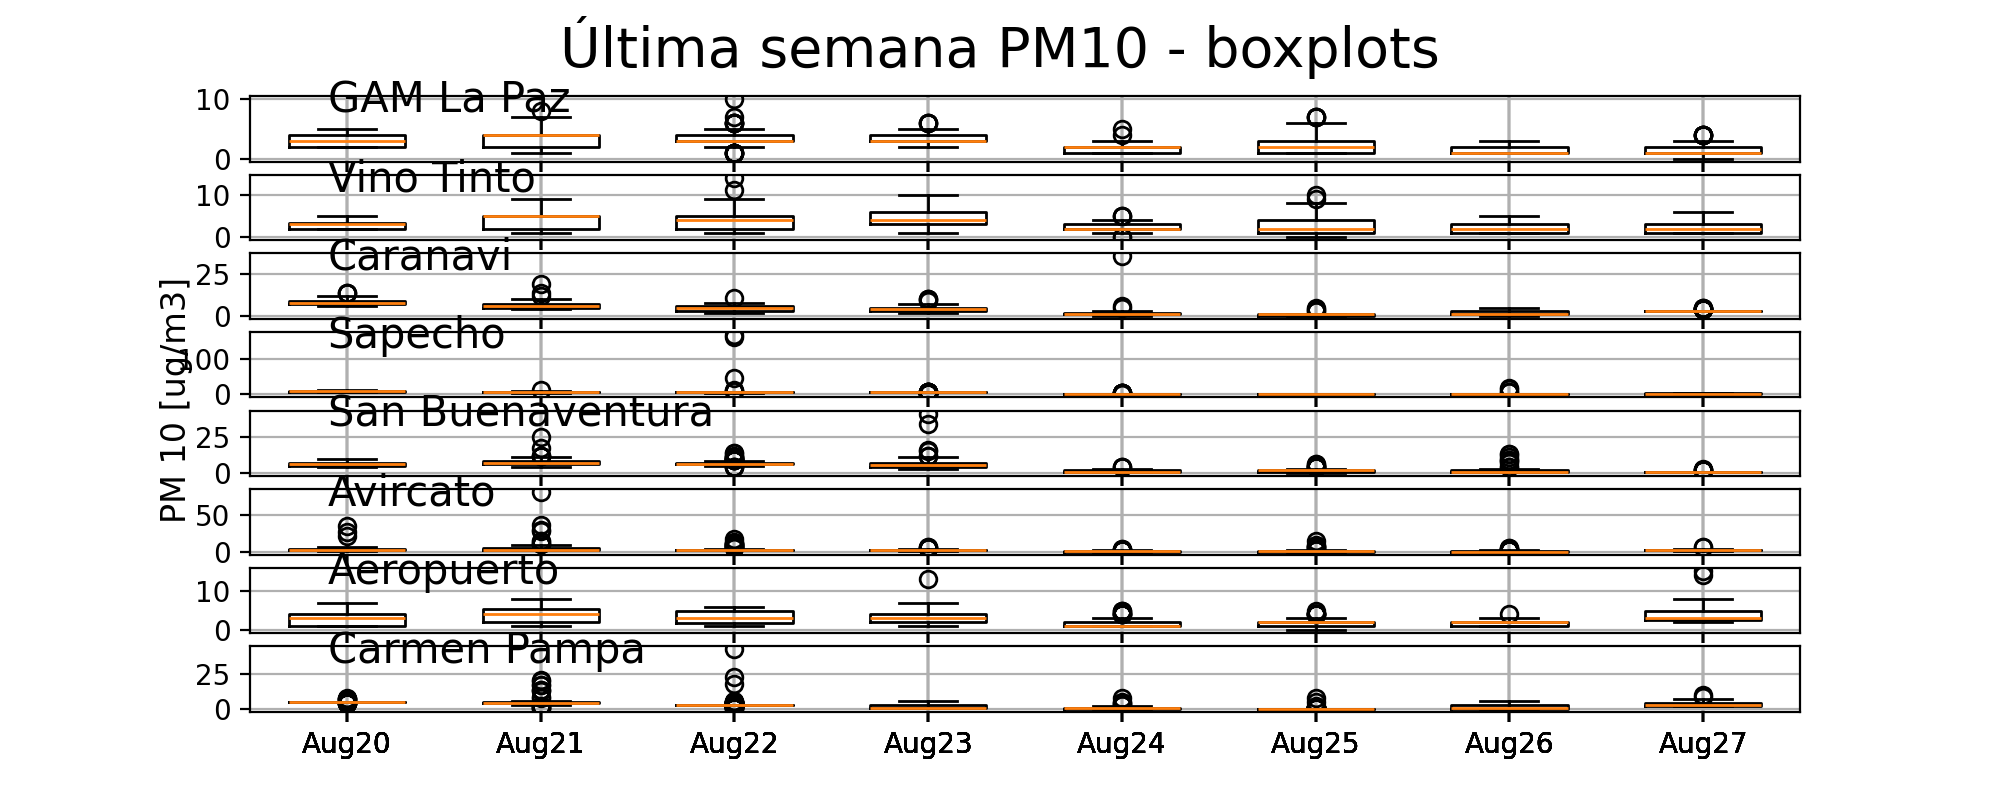 Última semana PM10 - boxplots
GAM La Paz
10
0
Vino Tinto
10
0
Caranavi
25
0
Sapecho
100
0
San Buenaventura
25
0
Avircato
50
0
Aeropuerto
10
0
Carmen Pampa
25
0
PM 10 [ug/m3]
Aug20 Aug21 Aug22 Aug23 Aug24 Aug25 Aug26 Aug27